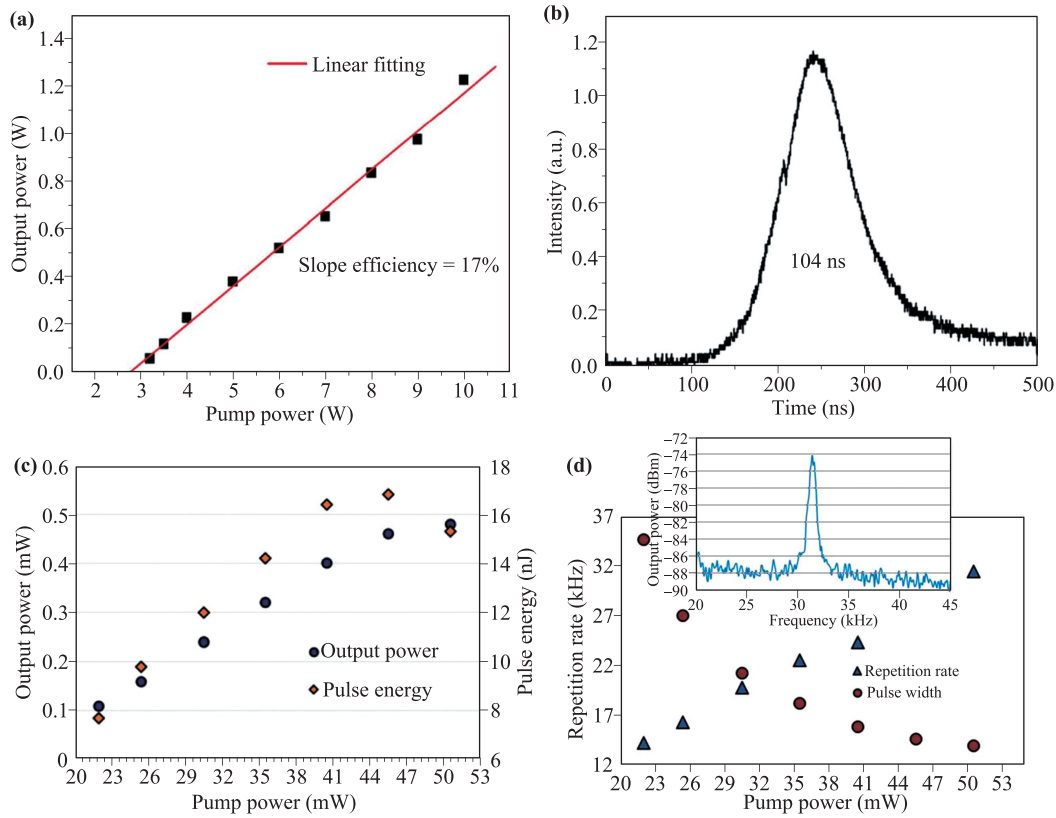 (a)
1.4
1.2
1.0
0.8
0.6
0.4
0.2
0.0
Output power (W)
Linear fitting
Slope efficiency = 17%
2 3 4 5 6 7 8 9 10 11
Pump power (W)
(b)
1.2
1.0
0.8
0.6
0.4
0.2
0.0
Intensity (a.u.)
104 ns
0 100 200 300 400 500
Time (ns)
(c)
0.6
0.5
0.4
0.3
0.2
0.1
0
Output power (mW)
Output power
Pulse energy
18
16
14
12
10
8
6
Pulse energy (nJ)
20 23 26 29 32 35 38 41 44 47 50 53
Pump power (mW)
(d)
−72
−74
−76
−78
−80
−82
−84
−86
−88
−90
Output power (dBm)
20 25 30 35 40 45
Frequency (kHz)
37
32
27
22
17
12
Repetition rate (kHz)
Repetition rate
Pulse width
20 23 26 29 32 35 38 41 44 47 50 53
Pump power (mW)